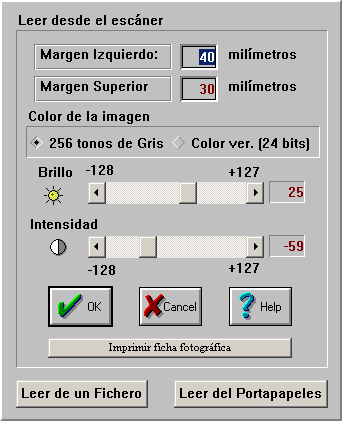 Leer desde el escáner
Margen Izquierdo: 40 milímetros
Margen Superior 30 milímetros
Color de la imagen
256 tonos de Gris Color ver. (24 bits)
Brillo -128 +127
25
Intensidad
-59
-128 +127
OK Cancel Help
Imprimir ficha fotográfica
Leer de un Fichero Leer del Portapapeles